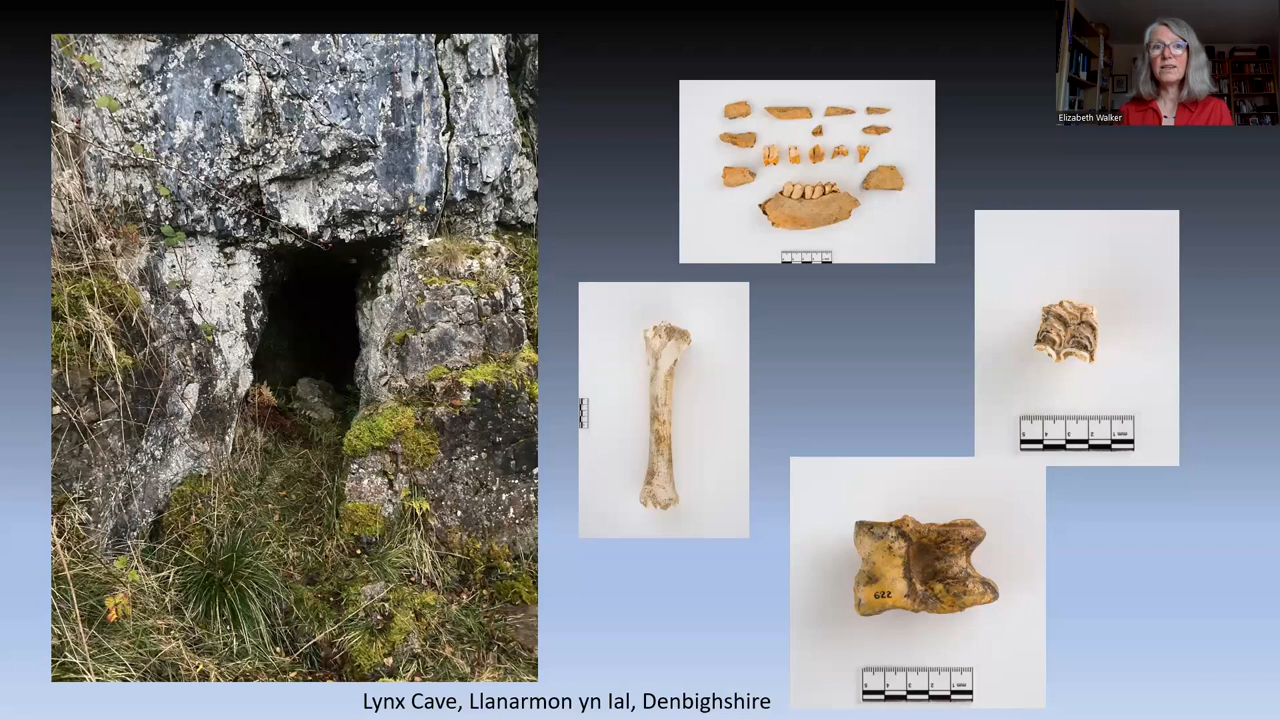 Elizabeth Walker
622
Lynx Cave, Llanarmon yn Ial, Denbighshire